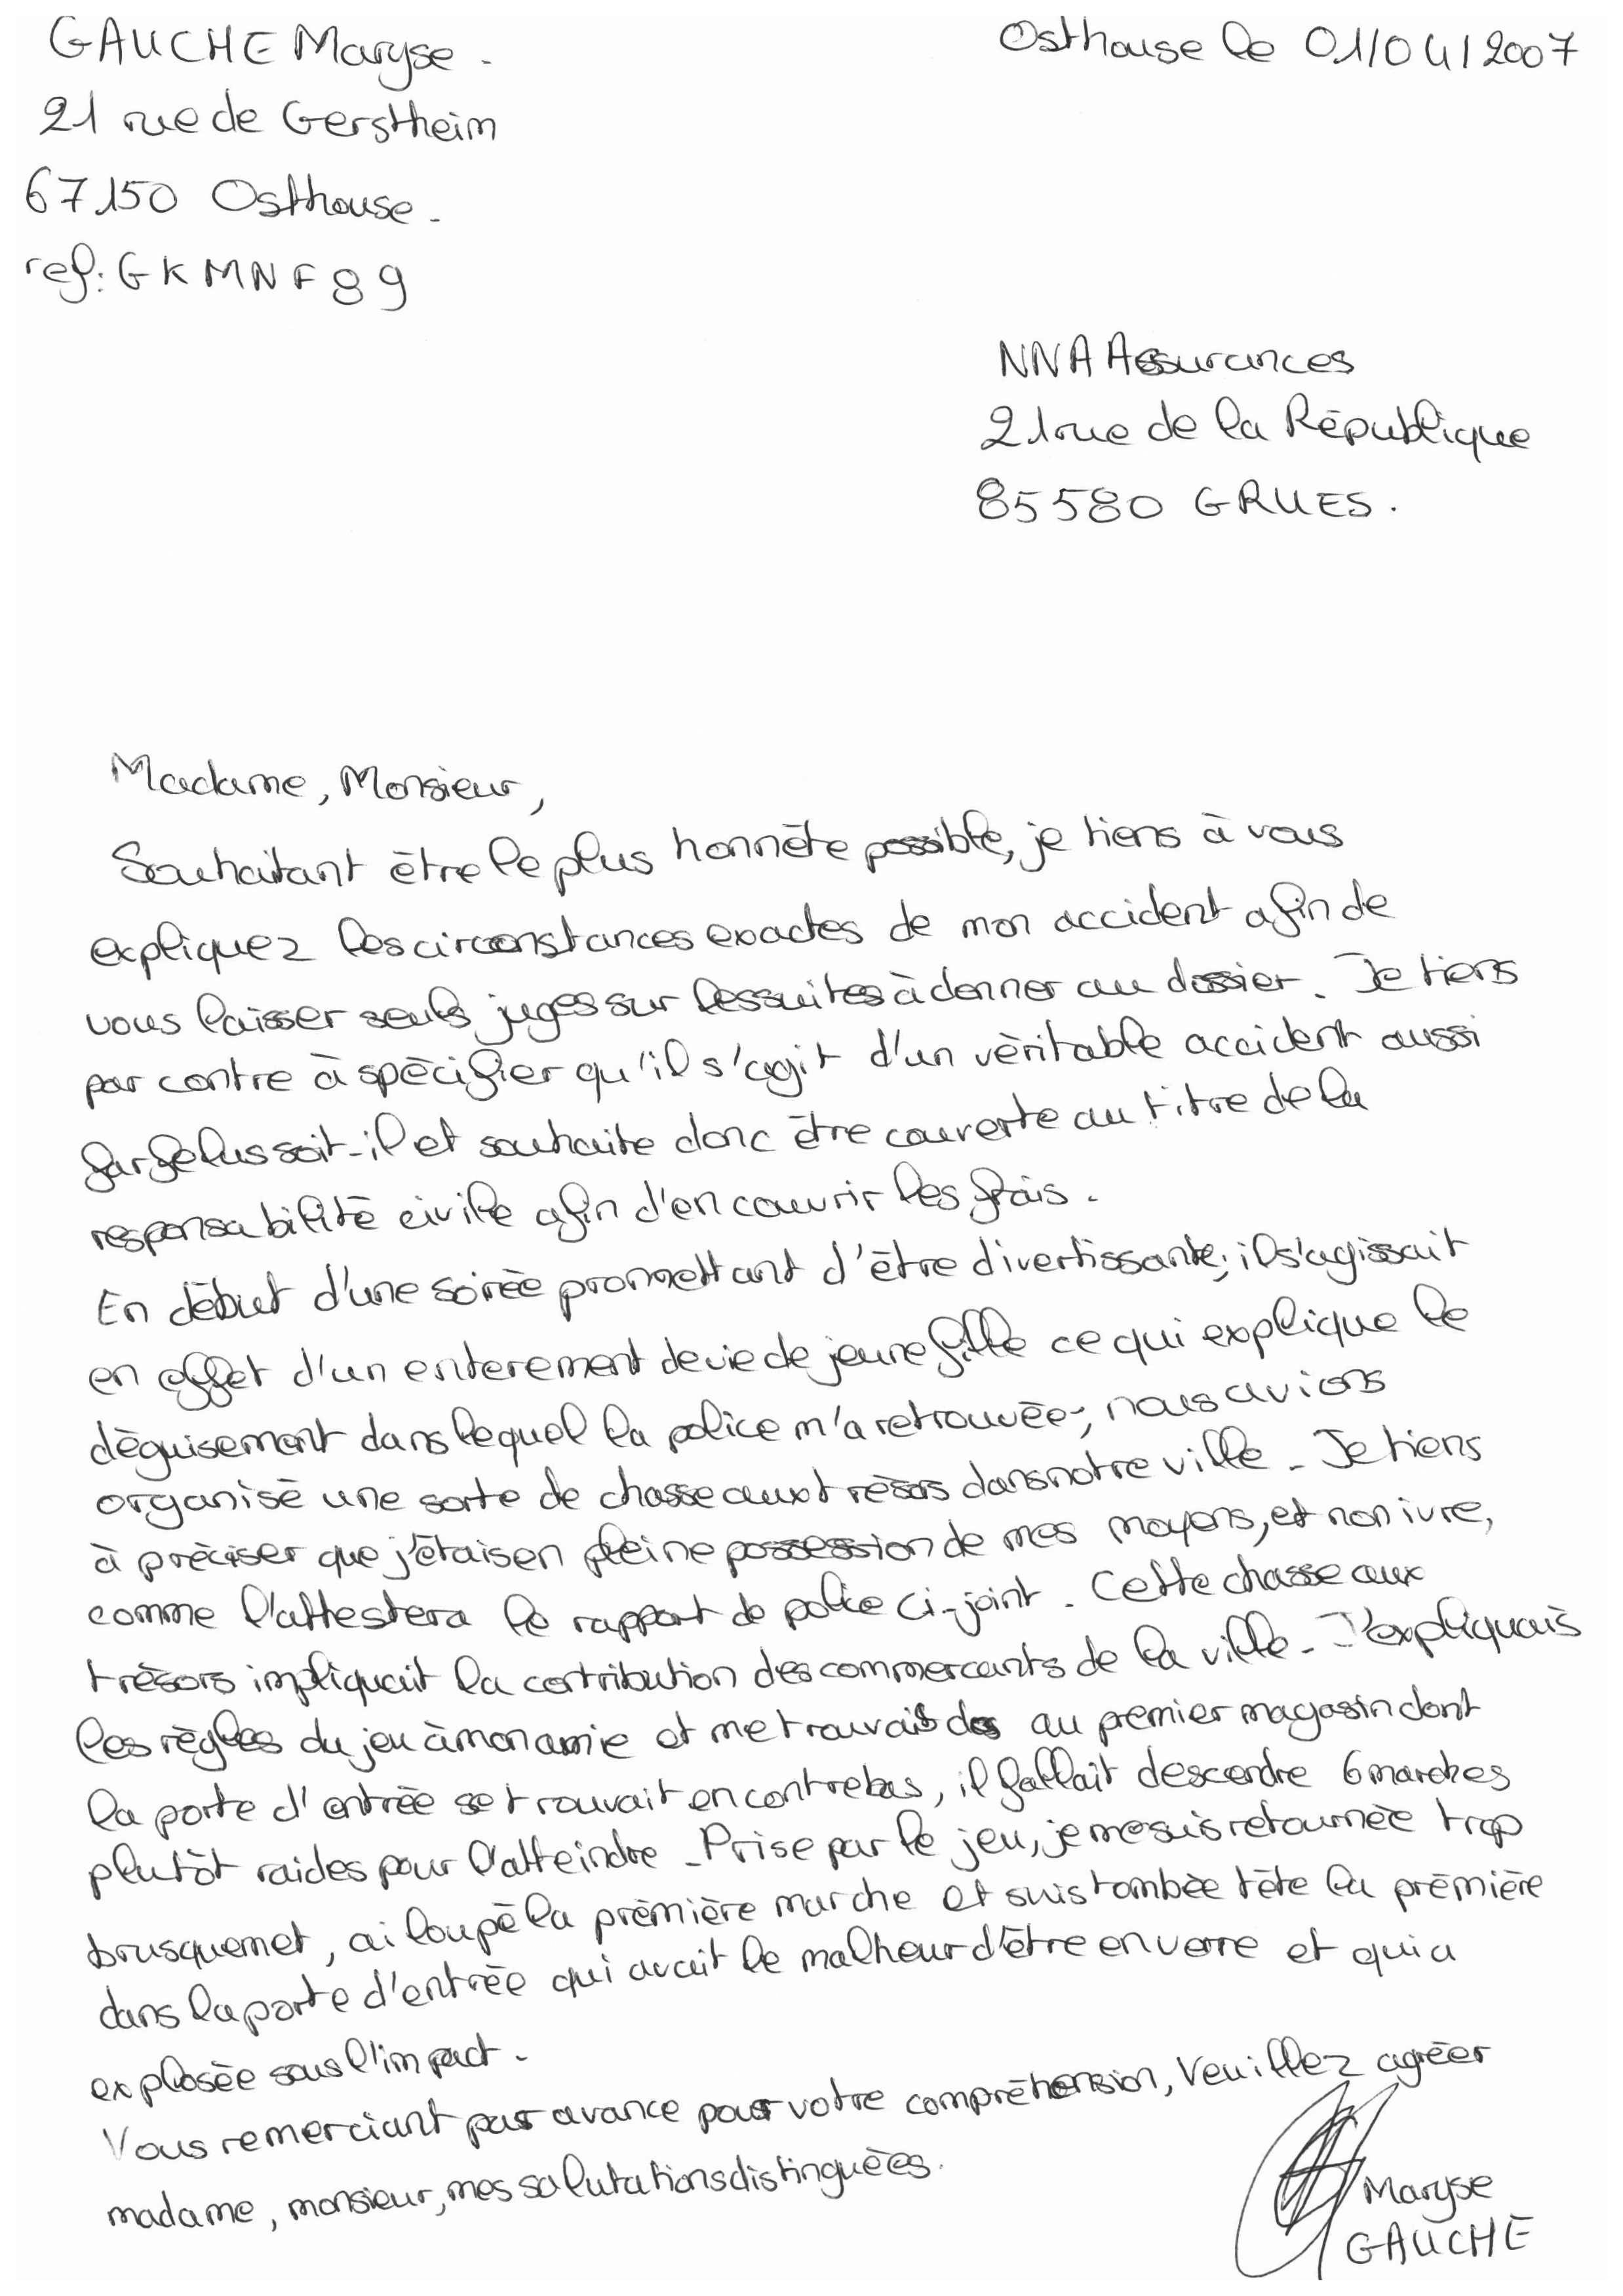 GAUCHE Maryse.
Osthouse le 01/04/2007
21 rue de Gerstheim
67150 Osthouse.
ref: GKMNF89
NNA Assurances
21 rue de la République
85580 GRUES.
Madame, Monsieur,
Souhaitant être le plus honnête possible, je tiens à vous
expliquez les circonstances exactes de mon accident afin de
vous laisser seuls juges sur les suites à donner au dossier. Je tiens
par contre à spécifier qu'il s'agit d'un véritable accident aussi
farfelus soit-il et souhaite donc être couverte au titre de la
responsabilité civile afin d'en couvrir les frais.
En début d'une soirée promettant d'être divertissante; il s'agissait
en effet d'un enterement de vie de jeune fille ce qui explique le
déguisement dans lequel la police m'a retrouvée-, nous avions
organisé une sorte de chasse aux trésors dans notre ville. Je tiens
à préciser que j'étais en pleine possession de mes moyens, et non ivre,
comme l'attestera le rapport de police ci-joint. Cette chasse aux
trésors impliquait la contribution des commercants de la ville. J'expliquais
les règles du jeu à mon amie et me trouvais dos au premier magasin dont
la porte d'entrée se trouvait en contrebas, il fallait descendre 6 marches
plutôt raides pour l'atteindre. Prise par le jeu, je me suis retournée trop
brusquemet, ai loupé la prémière marche et suis tombée tête la prémière
dans la porte d'entrée qui avait le malheur d'être en verre et qui a
explosée sous l'impact.
Vous remerciant par avance pour votre compréhension, Veuillez agréer
madame, monsieur, mes salutations distinguées.
Maryse
GAUCHE